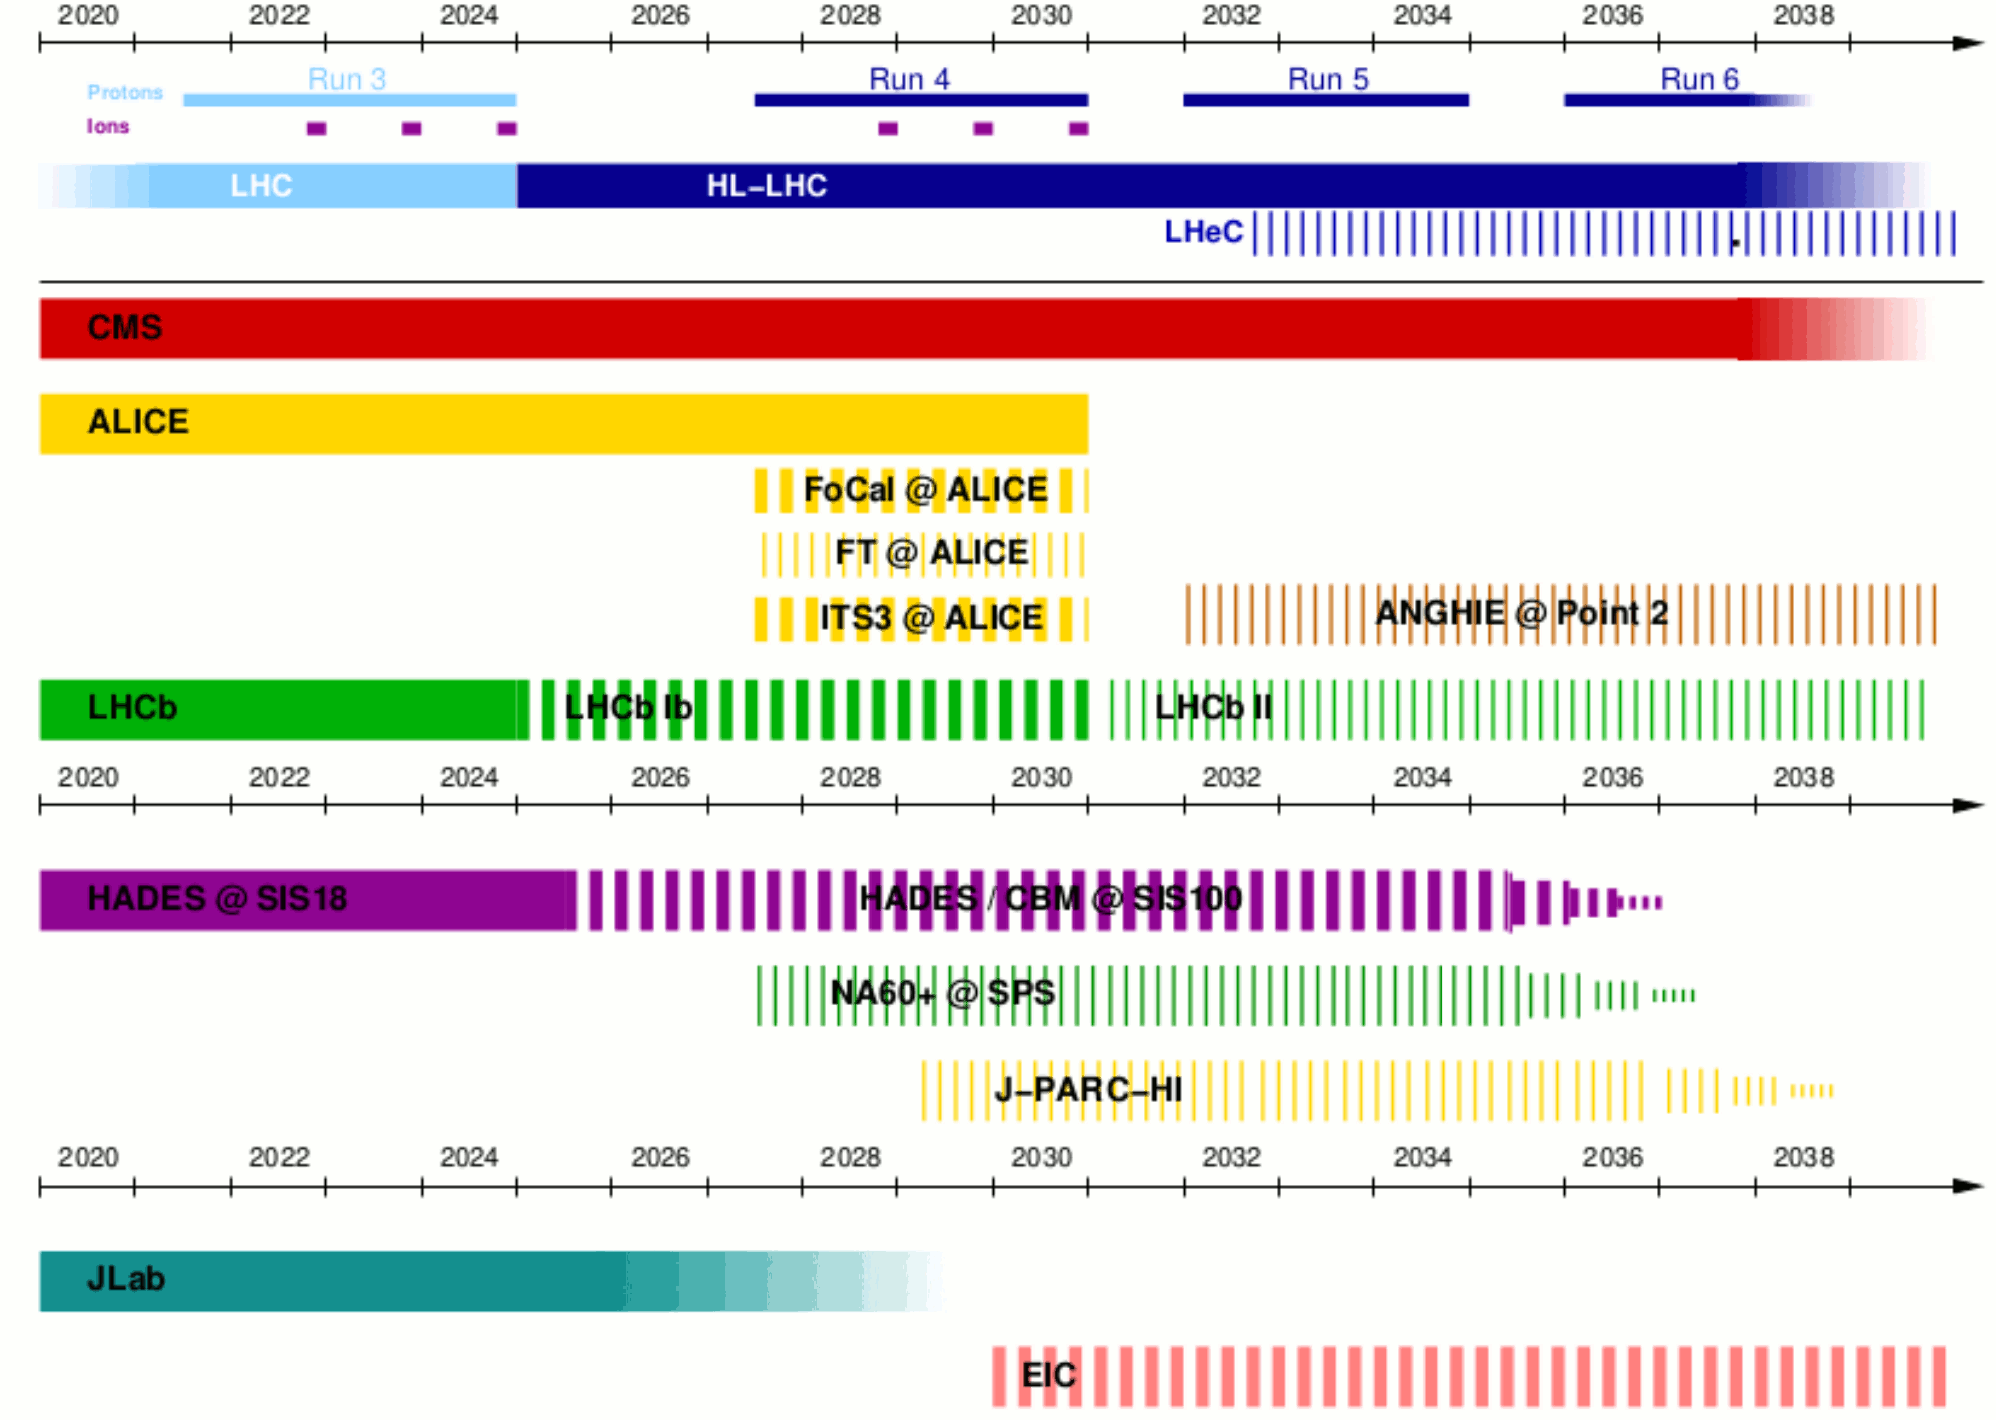 2020 2022 2024 2026 2028 2030 2032 2034 2036 2038
Run 3 Run 4 Run 5 Run 6
Protons
Ions
LHC HL–LHC
LHeC
CMS
ALICE
FoCal @ ALICE
FT @ ALICE
ITS3 @ ALICE ANGHIE @ Point 2
LHCb LHCb Ib LHCb II
2020 2022 2024 2026 2028 2030 2032 2034 2036 2038
HADES @ SIS18 HADES / CBM @ SIS100
NA60+ @ SPS
J–PARC–HI
2020 2022 2024 2026 2028 2030 2032 2034 2036 2038
JLab
EIC